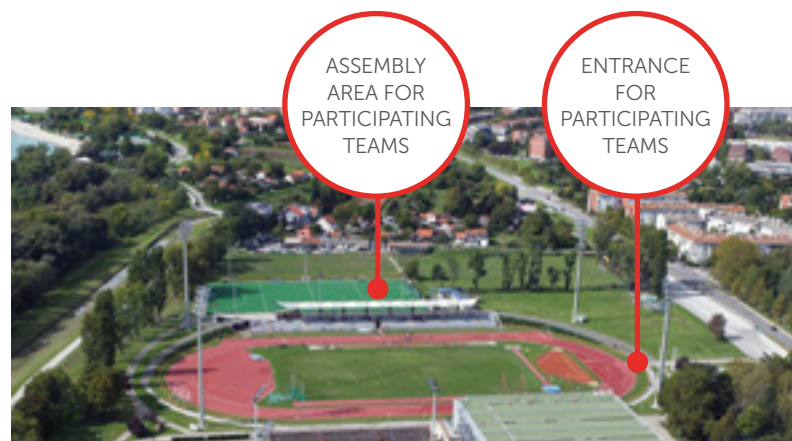 ASSEMBLY
AREA FOR
PARTICIPATING
TEAMS
ENTRANCE
FOR
PARTICIPATING
TEAMS